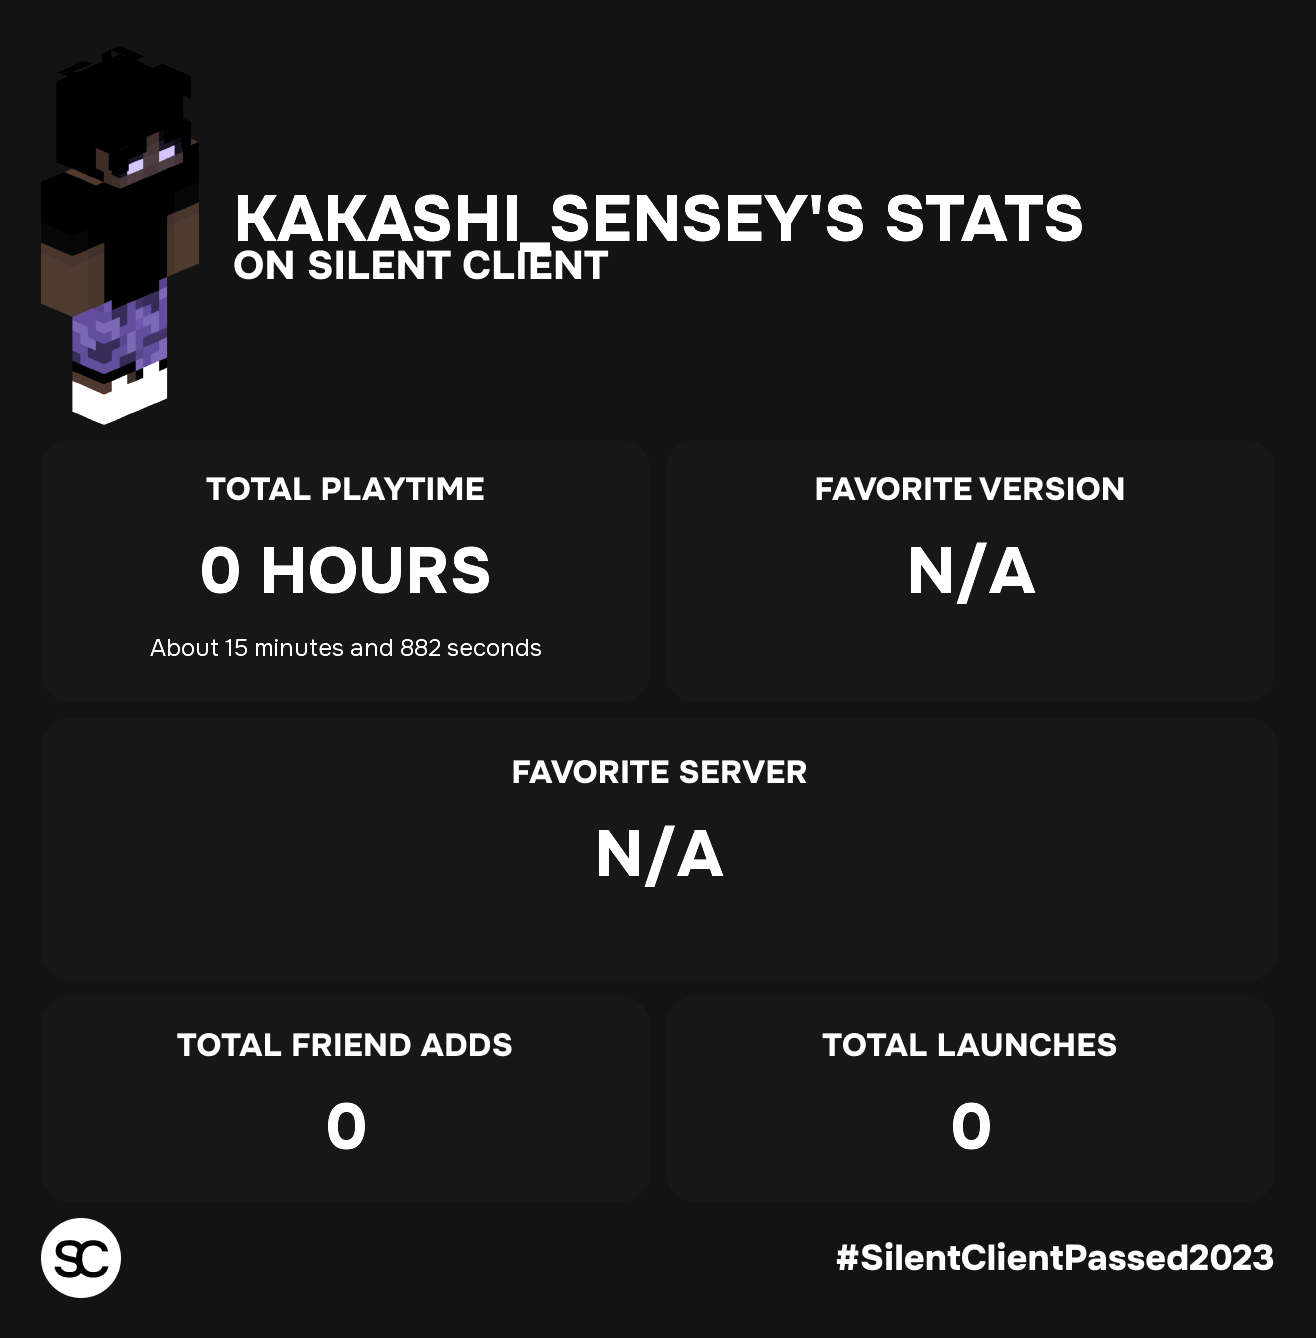 KAKASHI_SENSEY'S STATS
ON SILENT CLIENT
TOTAL PLAYTIME
0 HOURS
About 15 minutes and 882 seconds
FAVORITE VERSION
N/A
FAVORITE SERVER
N/A
TOTAL FRIEND ADDS
0
TOTAL LAUNCHES
0
SC
#SilentClientPassed2023